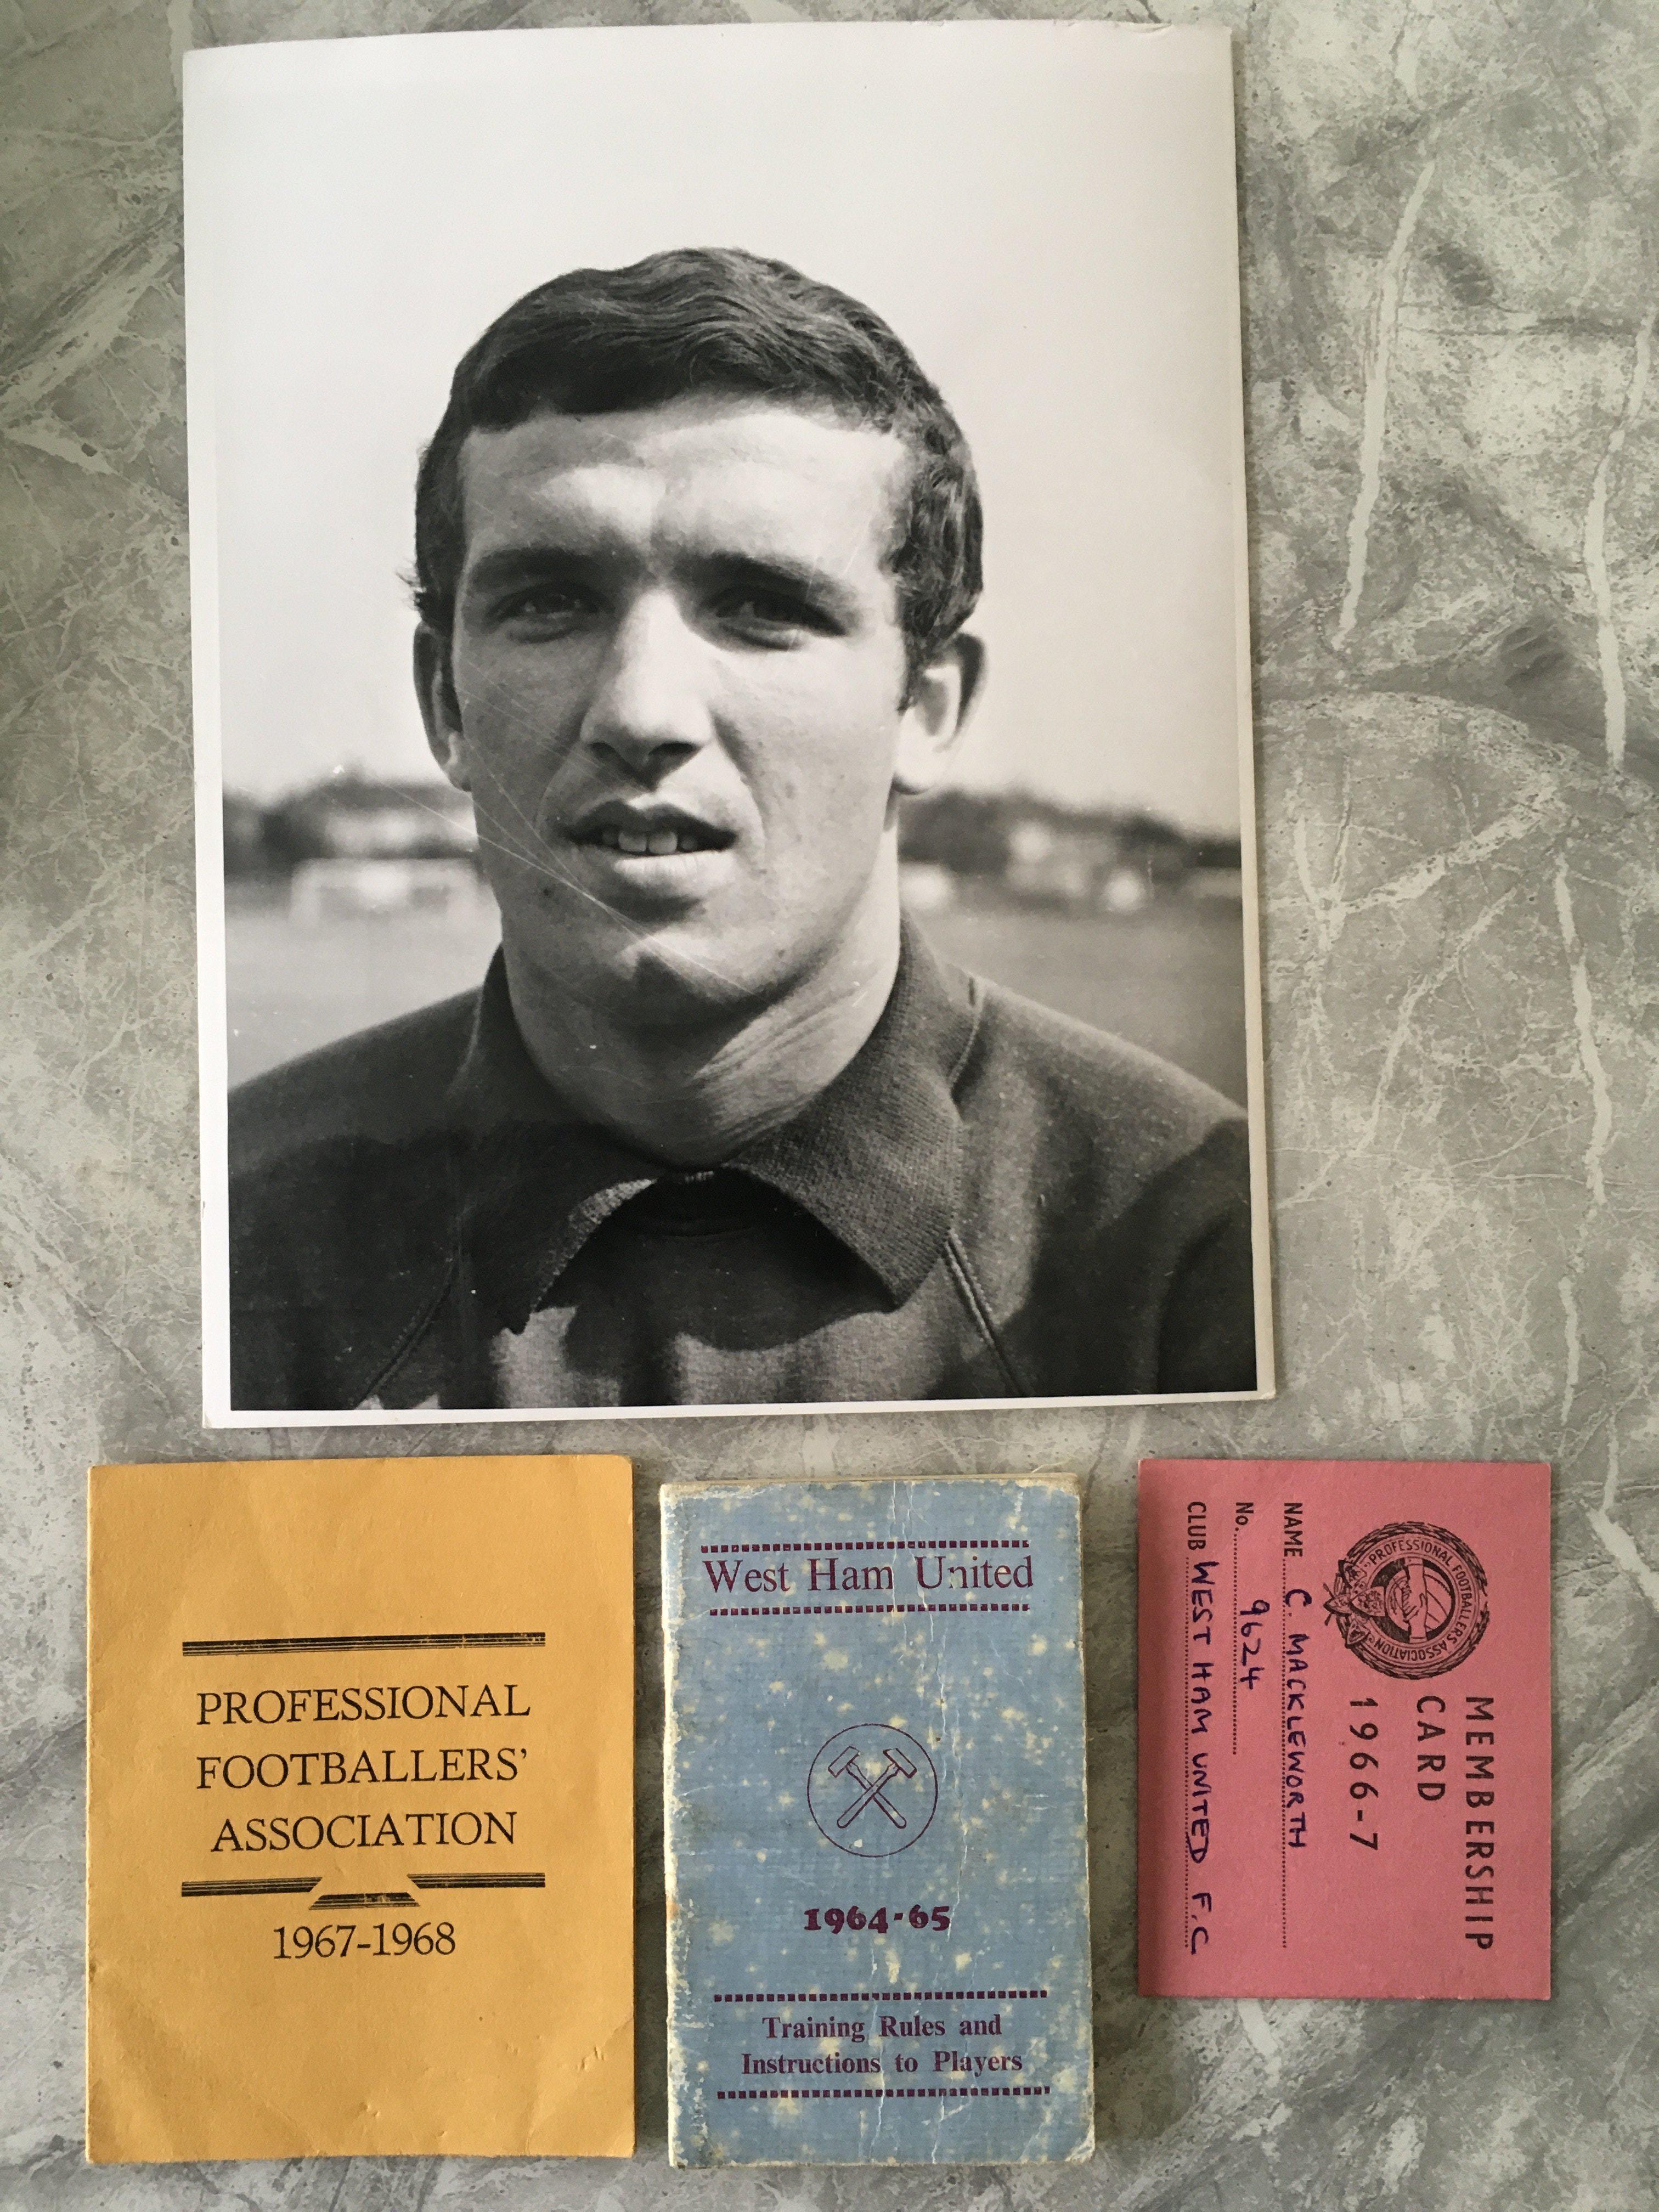 PROFESSIONAL
FOOTBALLERS'
ASSOCIATION
1967-1968
West Ham United
1964-65
Training Rules and
Instructions to Players
PROFESSIONAL FOOTBALLERS ASSOCIATION
MEMBERSHIP
CARD
1966-7
NAME C. MACKLEWORTH
No. 9624
CLUB WEST HAM UNITED F.C